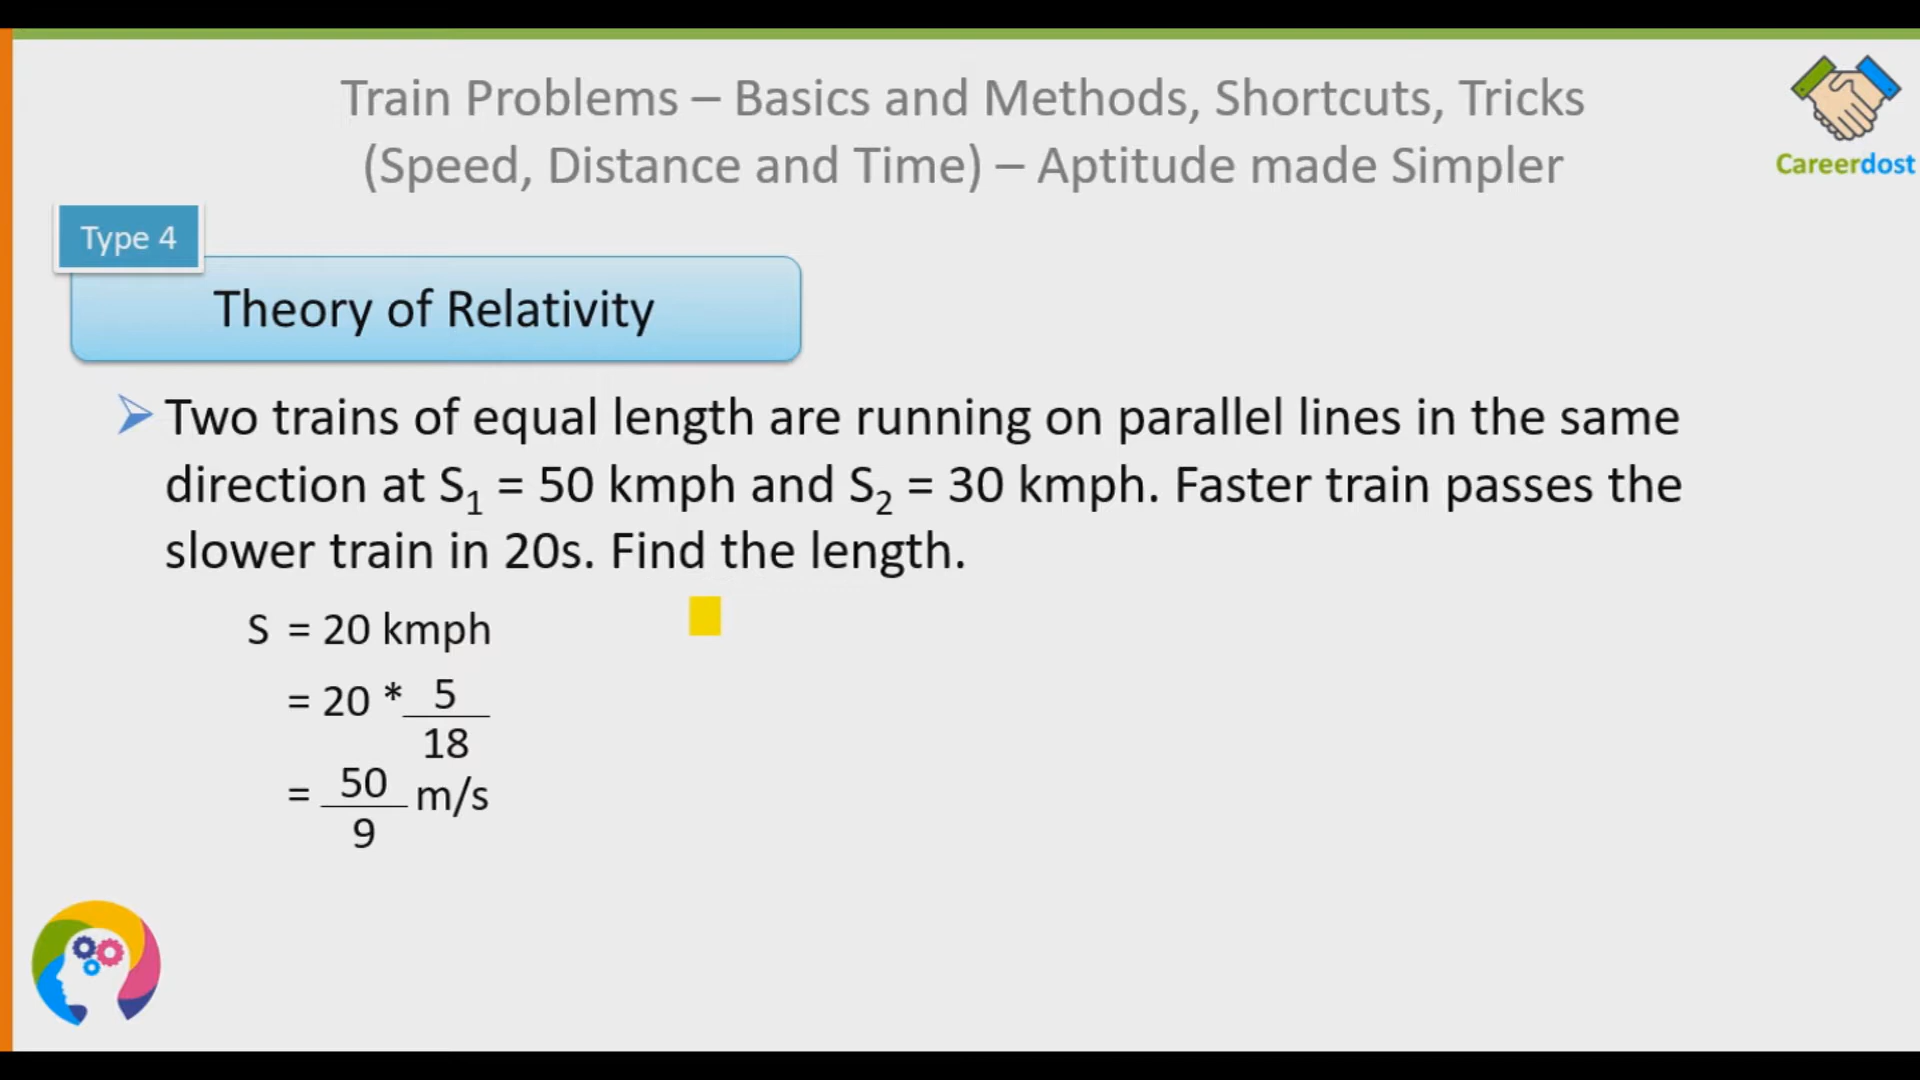 Train Problems – Basics and Methods, Shortcuts, Tricks
(Speed, Distance and Time) – Aptitude made Simpler
Careerdost
Type 4
Theory of Relativity
Two trains of equal length are running on parallel lines in the same
direction at S₁ = 50 kmph and S₂ = 30 kmph. Faster train passes the
slower train in 20s. Find the length.
S = 20 kmph
= 20 * 5/18
= 50/9 m/s